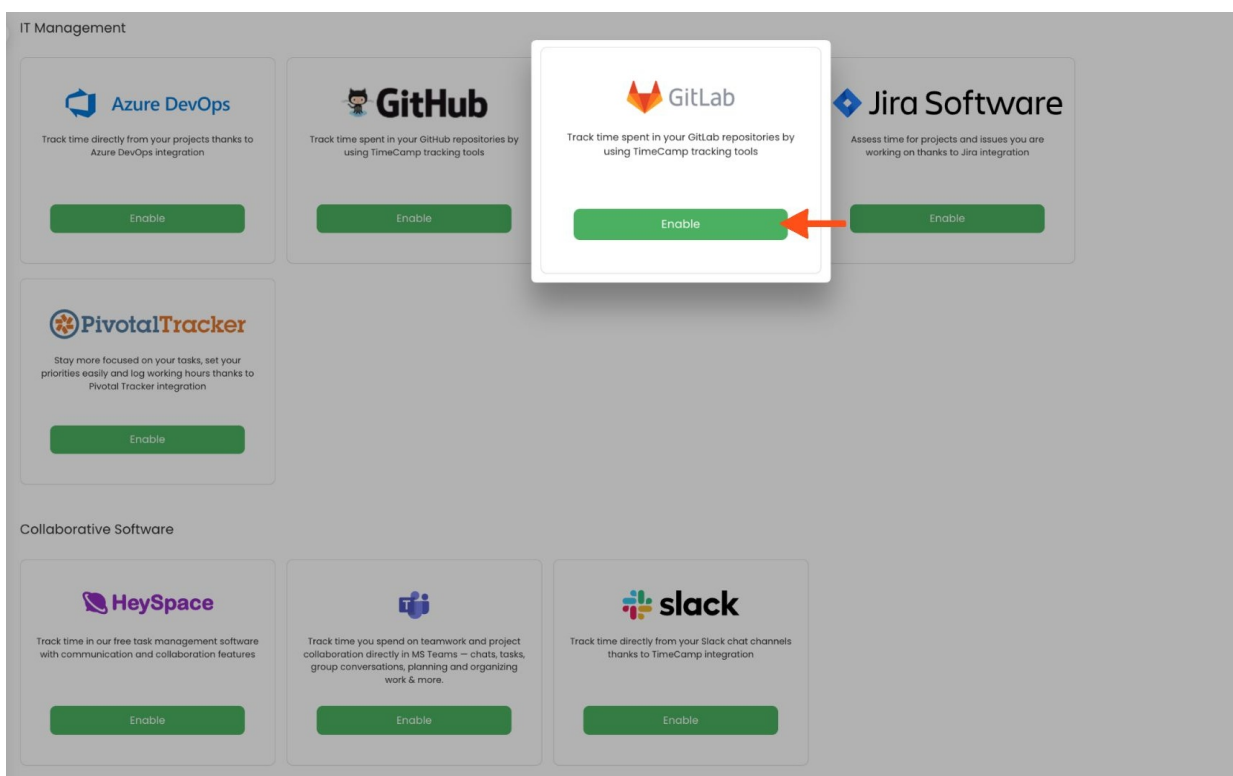 IT Management
Azure DevOps
Track time directly from your projects thanks to
Azure DevOps integration
Enable
GitHub
Track time spent in your GitHub repositories by
using TimeCamp tracking tools
Enable
GitLab
Track time spent in your GitLab repositories by
using TimeCamp tracking tools
Enable
Jira Software
Assess time for projects and issues you are
working on thanks to Jira integration
Enable
PivotalTracker
Stay more focused on your tasks, set your
priorities easily and log working hours thanks to
Pivotal Tracker integration
Enable
Collaborative Software
HeySpace
Track time in our free task management software
with communication and collaboration features
Enable
T
Track time you spend on teamwork and project
collaboration directly in MS Teams — chats, tasks,
group conversations, planning and organizing
work & more.
Enable
slack
Track time directly from your Slack chat channels
thanks to TimeCamp integration
Enable